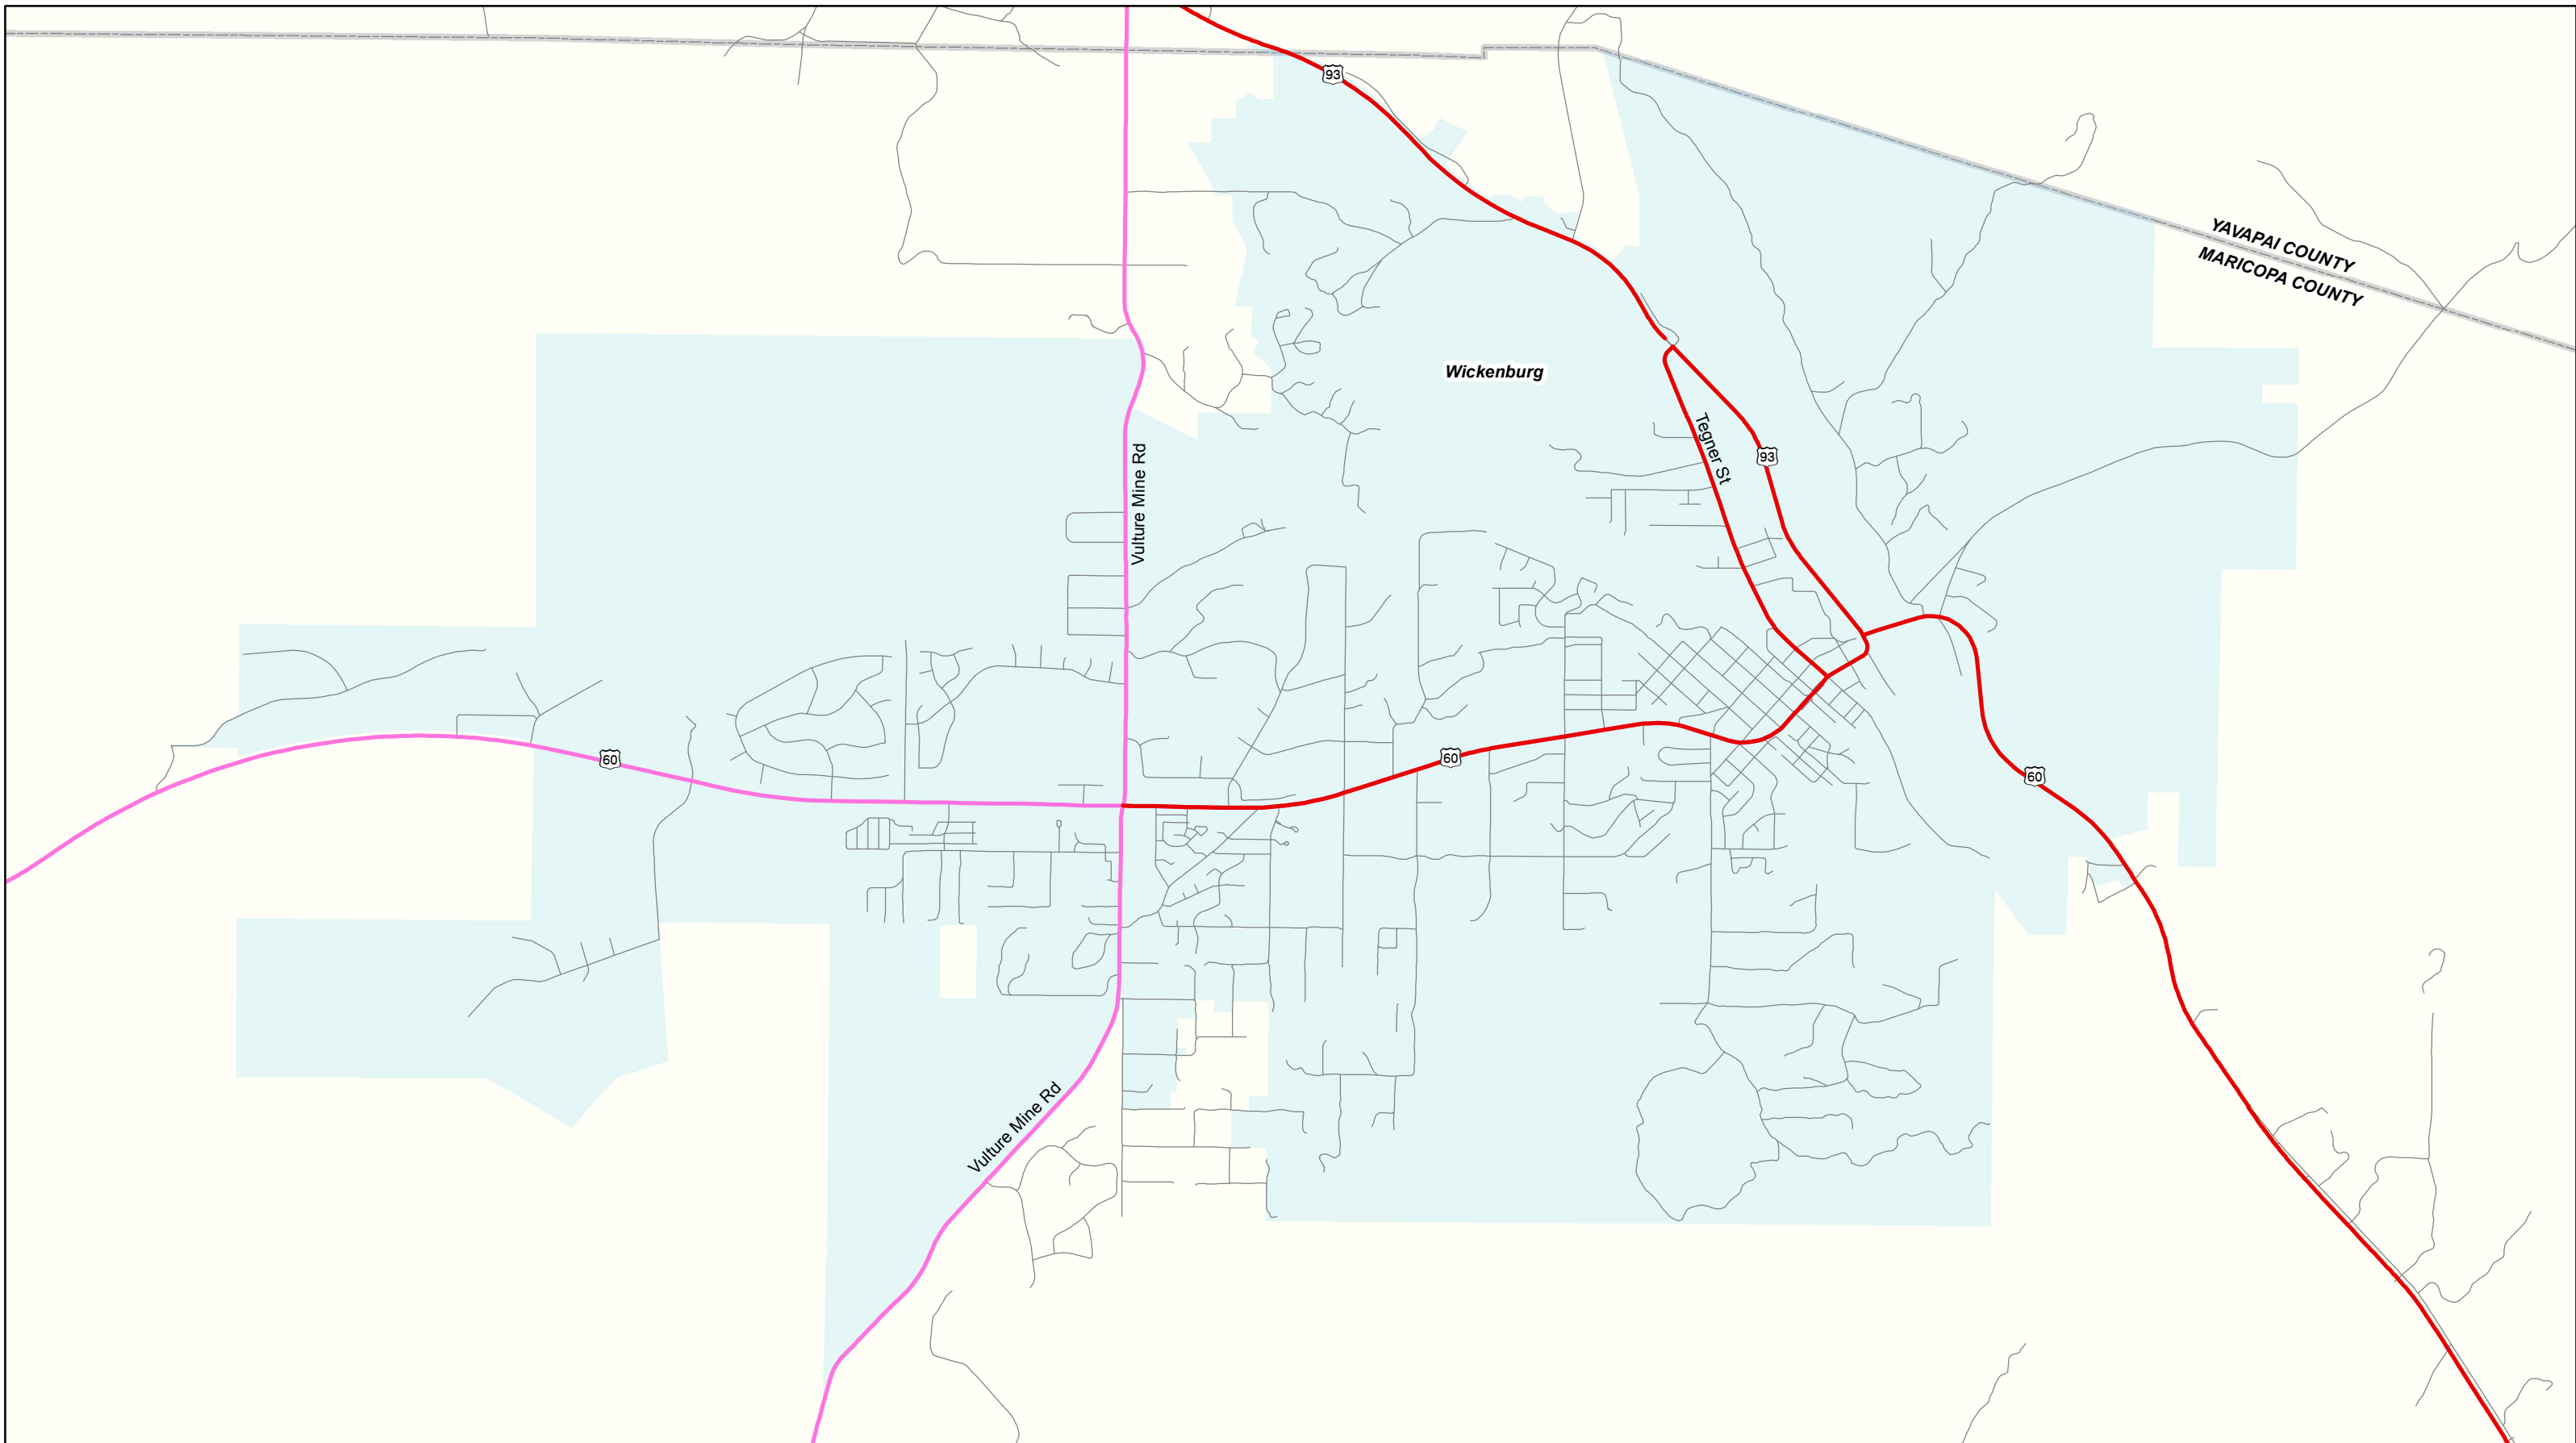 93
YAVAPAI COUNTY
MARICOPA COUNTY
Wickenburg
Tegner St
93
Vulture Mine Rd
60
60
60
Vulture Mine Rd